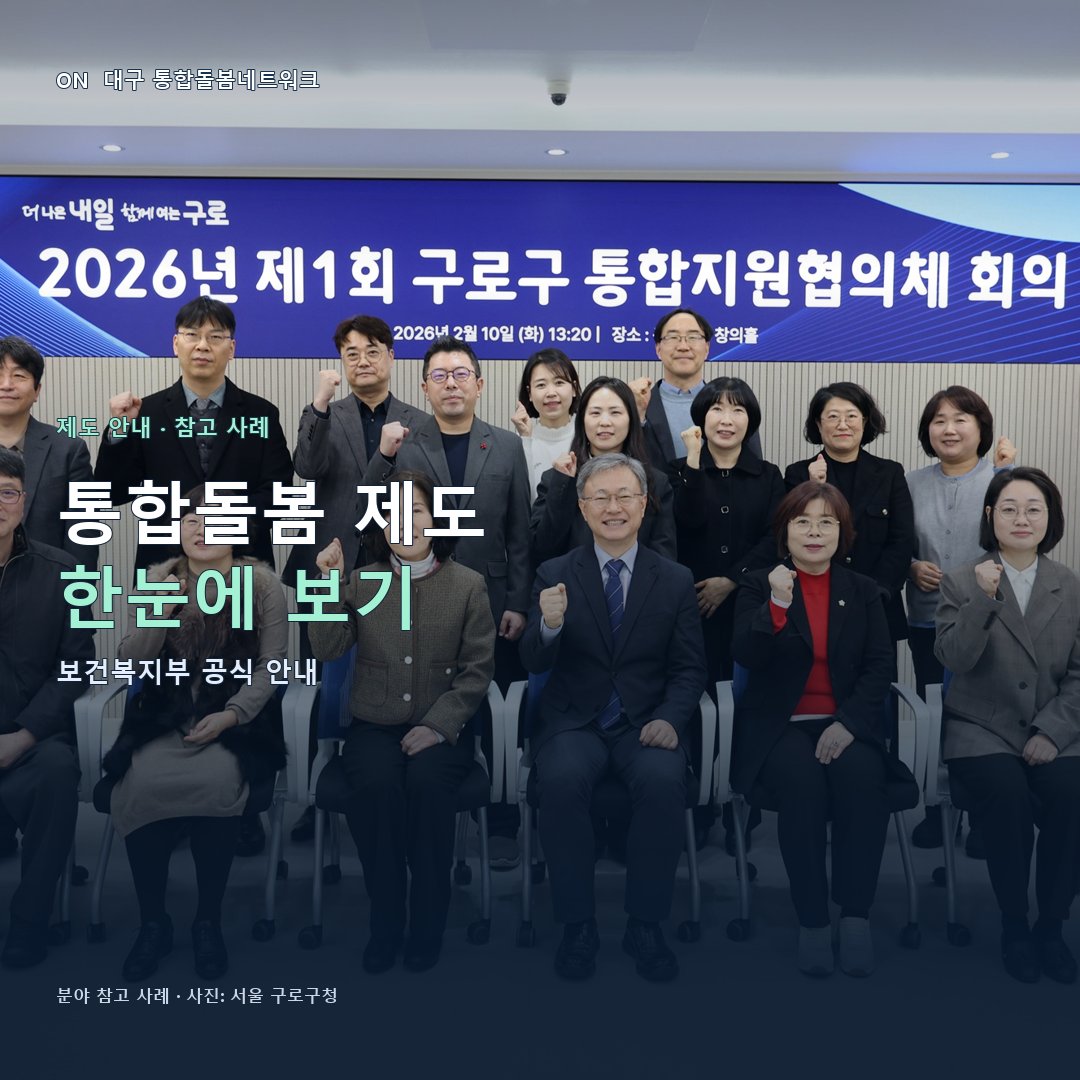 ON 대구 통합돌봄네트워크
더 나은 내일 함께 여는 구로
2026년 제1회 구로구 통합지원협의체 회의
2026년 2월 10일 (화) 13:20 | 장소 : 창의홀
제도 안내 · 참고 사례
통합돌봄 제도
한눈에 보기
보건복지부 공식 안내
분야 참고 사례 · 사진: 서울 구로구청